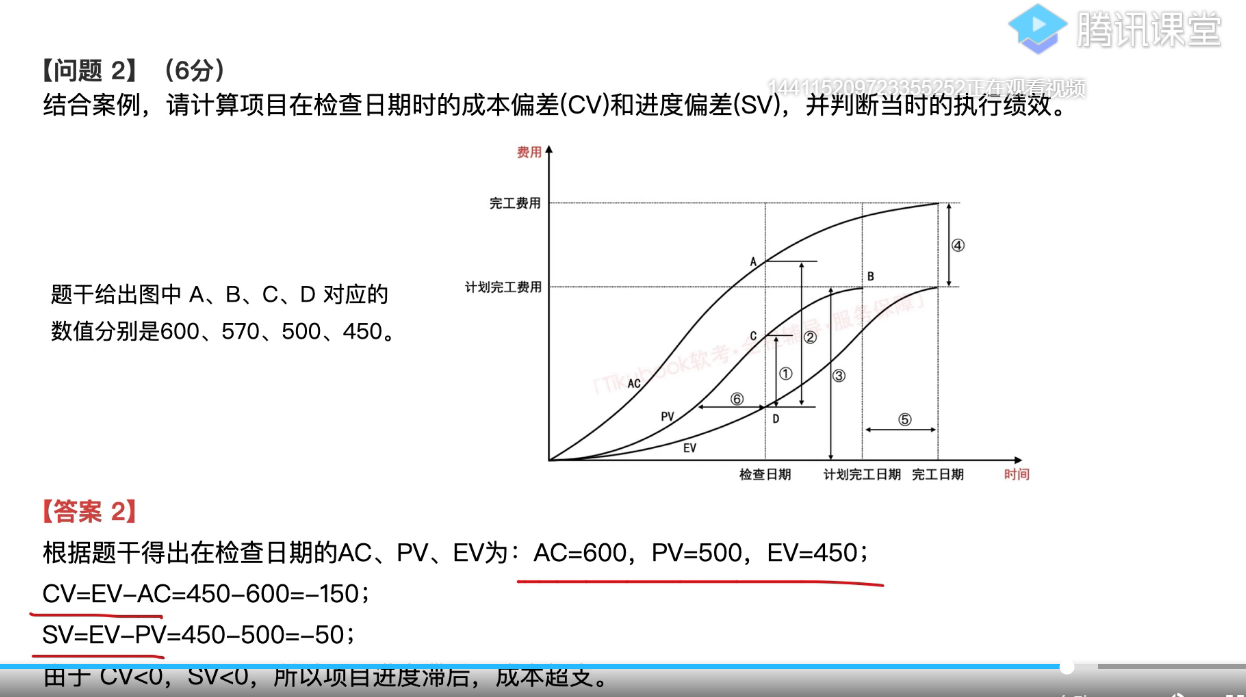 腾讯课堂
【问题 2】（6分）
144115209723355252正在观看视频
结合案例，请计算项目在检查日期时的成本偏差(CV)和进度偏差(SV)，并判断当时的执行绩效。
费用
完工费用
A
④
B
题干给出图中 A、B、C、D 对应的
计划完工费用
数值分别是600、570、500、450。
C
②
①
③
AC
⑥
PV
D
⑤
EV
检查日期
计划完工日期
完工日期
时间
【答案 2】
根据题干得出在检查日期的AC、PV、EV为：AC=600，PV=500，EV=450；
CV=EV-AC=450-600=-150；
SV=EV-PV=450-500=-50；
由于 CV<0，SV<0，所以项目进度滞后，成本超支。